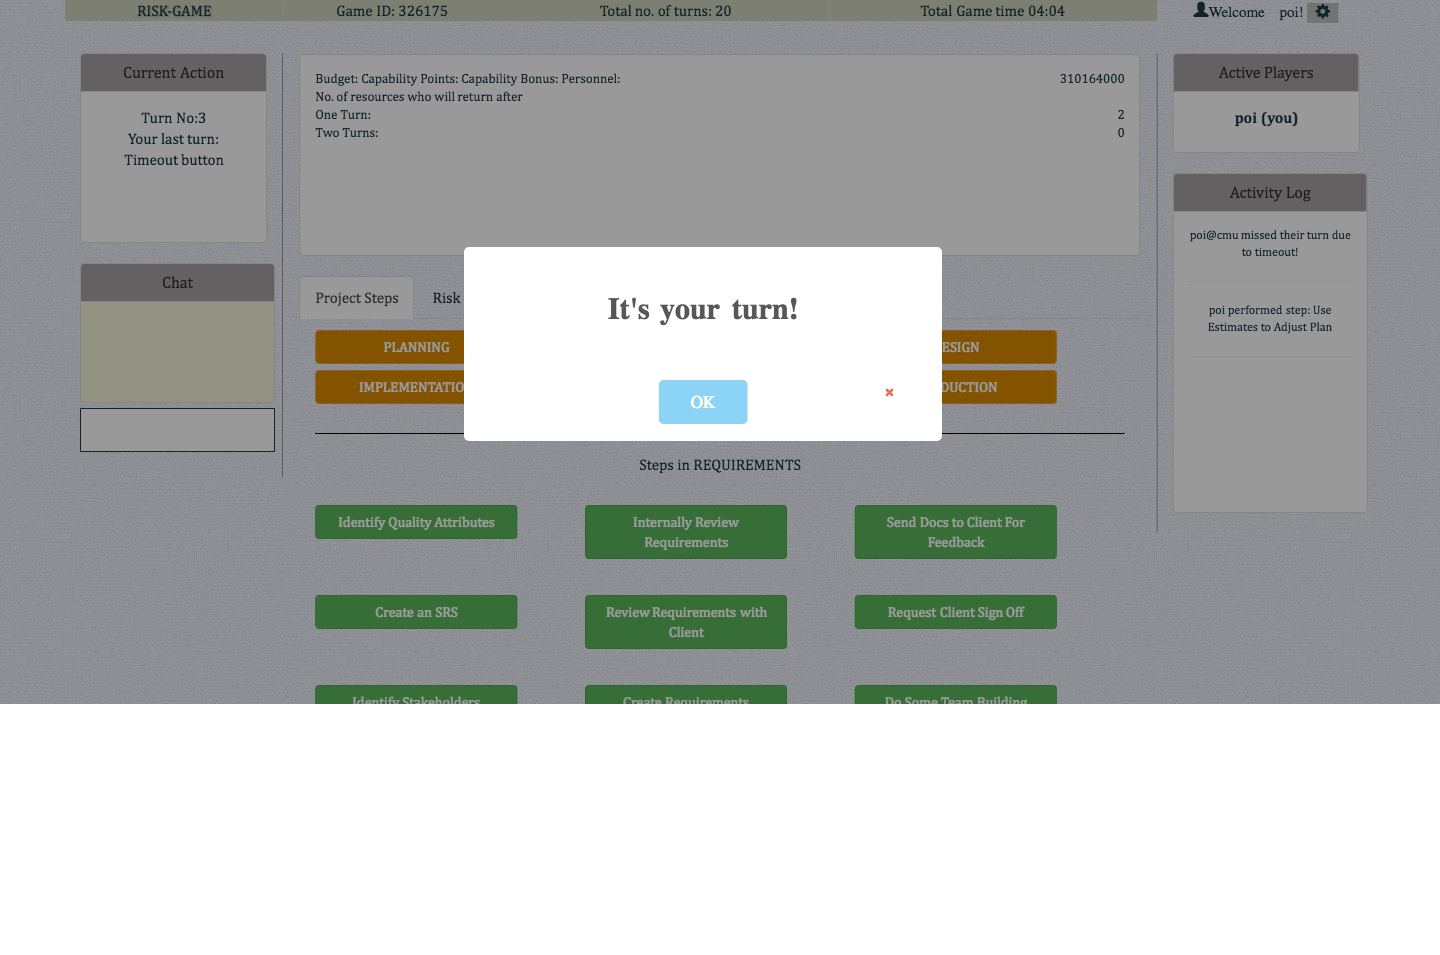 RISK-GAME
Game ID: 326175
Total no. of turns: 20
Total Game time 04:04
Welcome poi!
Current Action
Turn No:3
Your last turn:
Timeout button
Chat
Budget: Capability Points: Capability Bonus: Personnel: 310164000
No. of resources who will return after
One Turn: 2
Two Turns: 0
Project Steps
Risk
PLANNING
ESIGN
IMPLEMENTATIO
DUCTION
It's your turn!
OK
Steps in REQUIREMENTS
Identify Quality Attributes
Internally Review
Requirements
Send Docs to Client For
Feedback
Create an SRS
Review Requirements with
Client
Request Client Sign Off
Identify Stakeholders
Create Requirements
Do Some Team Building
Active Players
poi (you)
Activity Log
poi@cmu missed their turn due
to timeout!
poi performed step: Use
Estimates to Adjust Plan